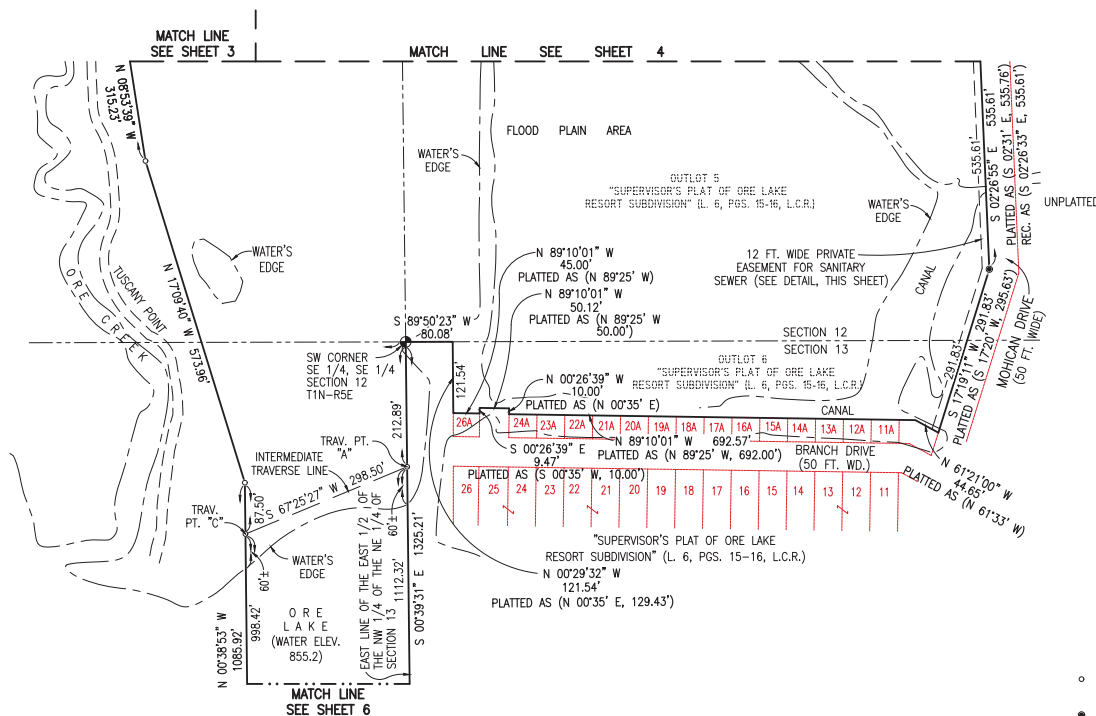 MATCH LINE
SEE SHEET 3
MATCH LINE SEE SHEET 4
N 08°53'39" W
315.23'
FLOOD PLAIN AREA
WATER'S
EDGE
OUTLOT 5
"SUPERVISOR'S PLAT OF ORE LAKE
RESORT SUBDIVISION" (L. 6, PGS. 15-16, L.C.R.)
WATER'S
EDGE
535.61'
S 02°26'55" E 535.61'
PLATTED AS (S 02°31' E, 535.76')
REC. AS (S 02°26'33" E, 535.61')
UNPLATTED
WATER'S
EDGE
ORE CREEK
TUSCANY POINT
N 17°09'40" W 573.96'
N 89°10'01" W
45.00'
PLATTED AS (N 89°25' W)
N 89°10'01" W
50.12'
PLATTED AS (N 89°25' W
50.00')
12 FT. WIDE PRIVATE
EASEMENT FOR SANITARY
SEWER (SEE DETAIL, THIS SHEET)
CANAL
S 89°50'23" W
80.08'
SECTION 12
SECTION 13
291.83'
S 17°19'11" W 291.83'
PLATTED AS (S 17°20' W, 295.63')
MOHICAN DRIVE
(50 FT. WIDE)
SW CORNER
SE 1/4, SE 1/4
SECTION 12
T1N-R5E
121.54'
OUTLOT 6
"SUPERVISOR'S PLAT OF ORE LAKE
RESORT SUBDIVISION" (L. 6, PGS. 15-16, L.C.R.)
N 00°26'39" W
10.00'
PLATTED AS (N 00°35' E)
CANAL
212.89'
26A 24A 23A 22A 21A 20A 19A 18A 17A 16A 15A 14A 13A 12A 11A
N 89°10'01" W 692.57'
PLATTED AS (N 89°25' W, 692.00')
BRANCH DRIVE
(50 FT. WD.)
S 00°26'39" E
9.47'
PLATTED AS (S 00°35' W, 10.00')
N 61°21'00" W
44.65'
PLATTED AS (N 61°33' W)
TRAV. PT.
"A"
INTERMEDIATE
TRAVERSE LINE
S 67°25'27" W 298.50'
26 25 24 23 22 21 20 19 18 17 16 15 14 13 12 11
87.50'
TRAV.
PT. "C"
"SUPERVISOR'S PLAT OF ORE LAKE
RESORT SUBDIVISION" (L. 6, PGS. 15-16, L.C.R.)
WATER'S
EDGE
60'±
60'±
EAST LINE OF THE EAST 1/2 OF
THE NW 1/4 OF THE NE 1/4 OF
SECTION 13
1112.32'
S 00°39'31" E 1325.21'
N 00°29'32" W
121.54'
PLATTED AS (N 00°35' E, 129.43')
ORE
LAKE
(WATER ELEV.
855.2)
N 00°38'53" W
1085.92'
998.42'
MATCH LINE
SEE SHEET 6